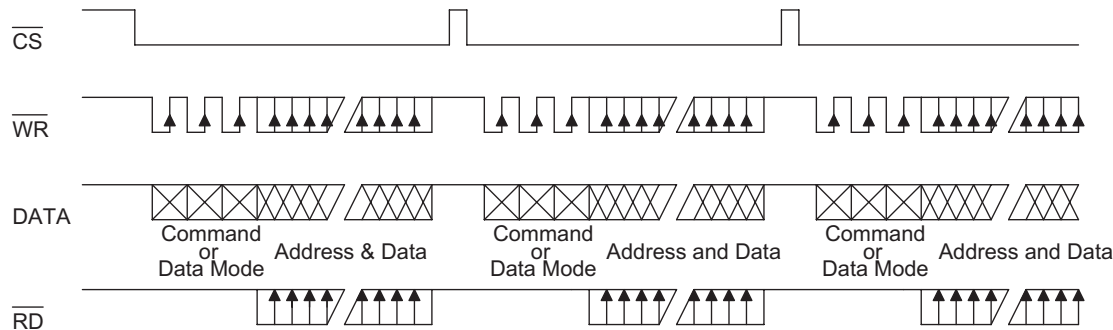 CS
WR
DATA
Command
or
Data Mode
Address & Data
Command
or
Data Mode
Address and Data
Command
or
Data Mode
Address and Data
RD